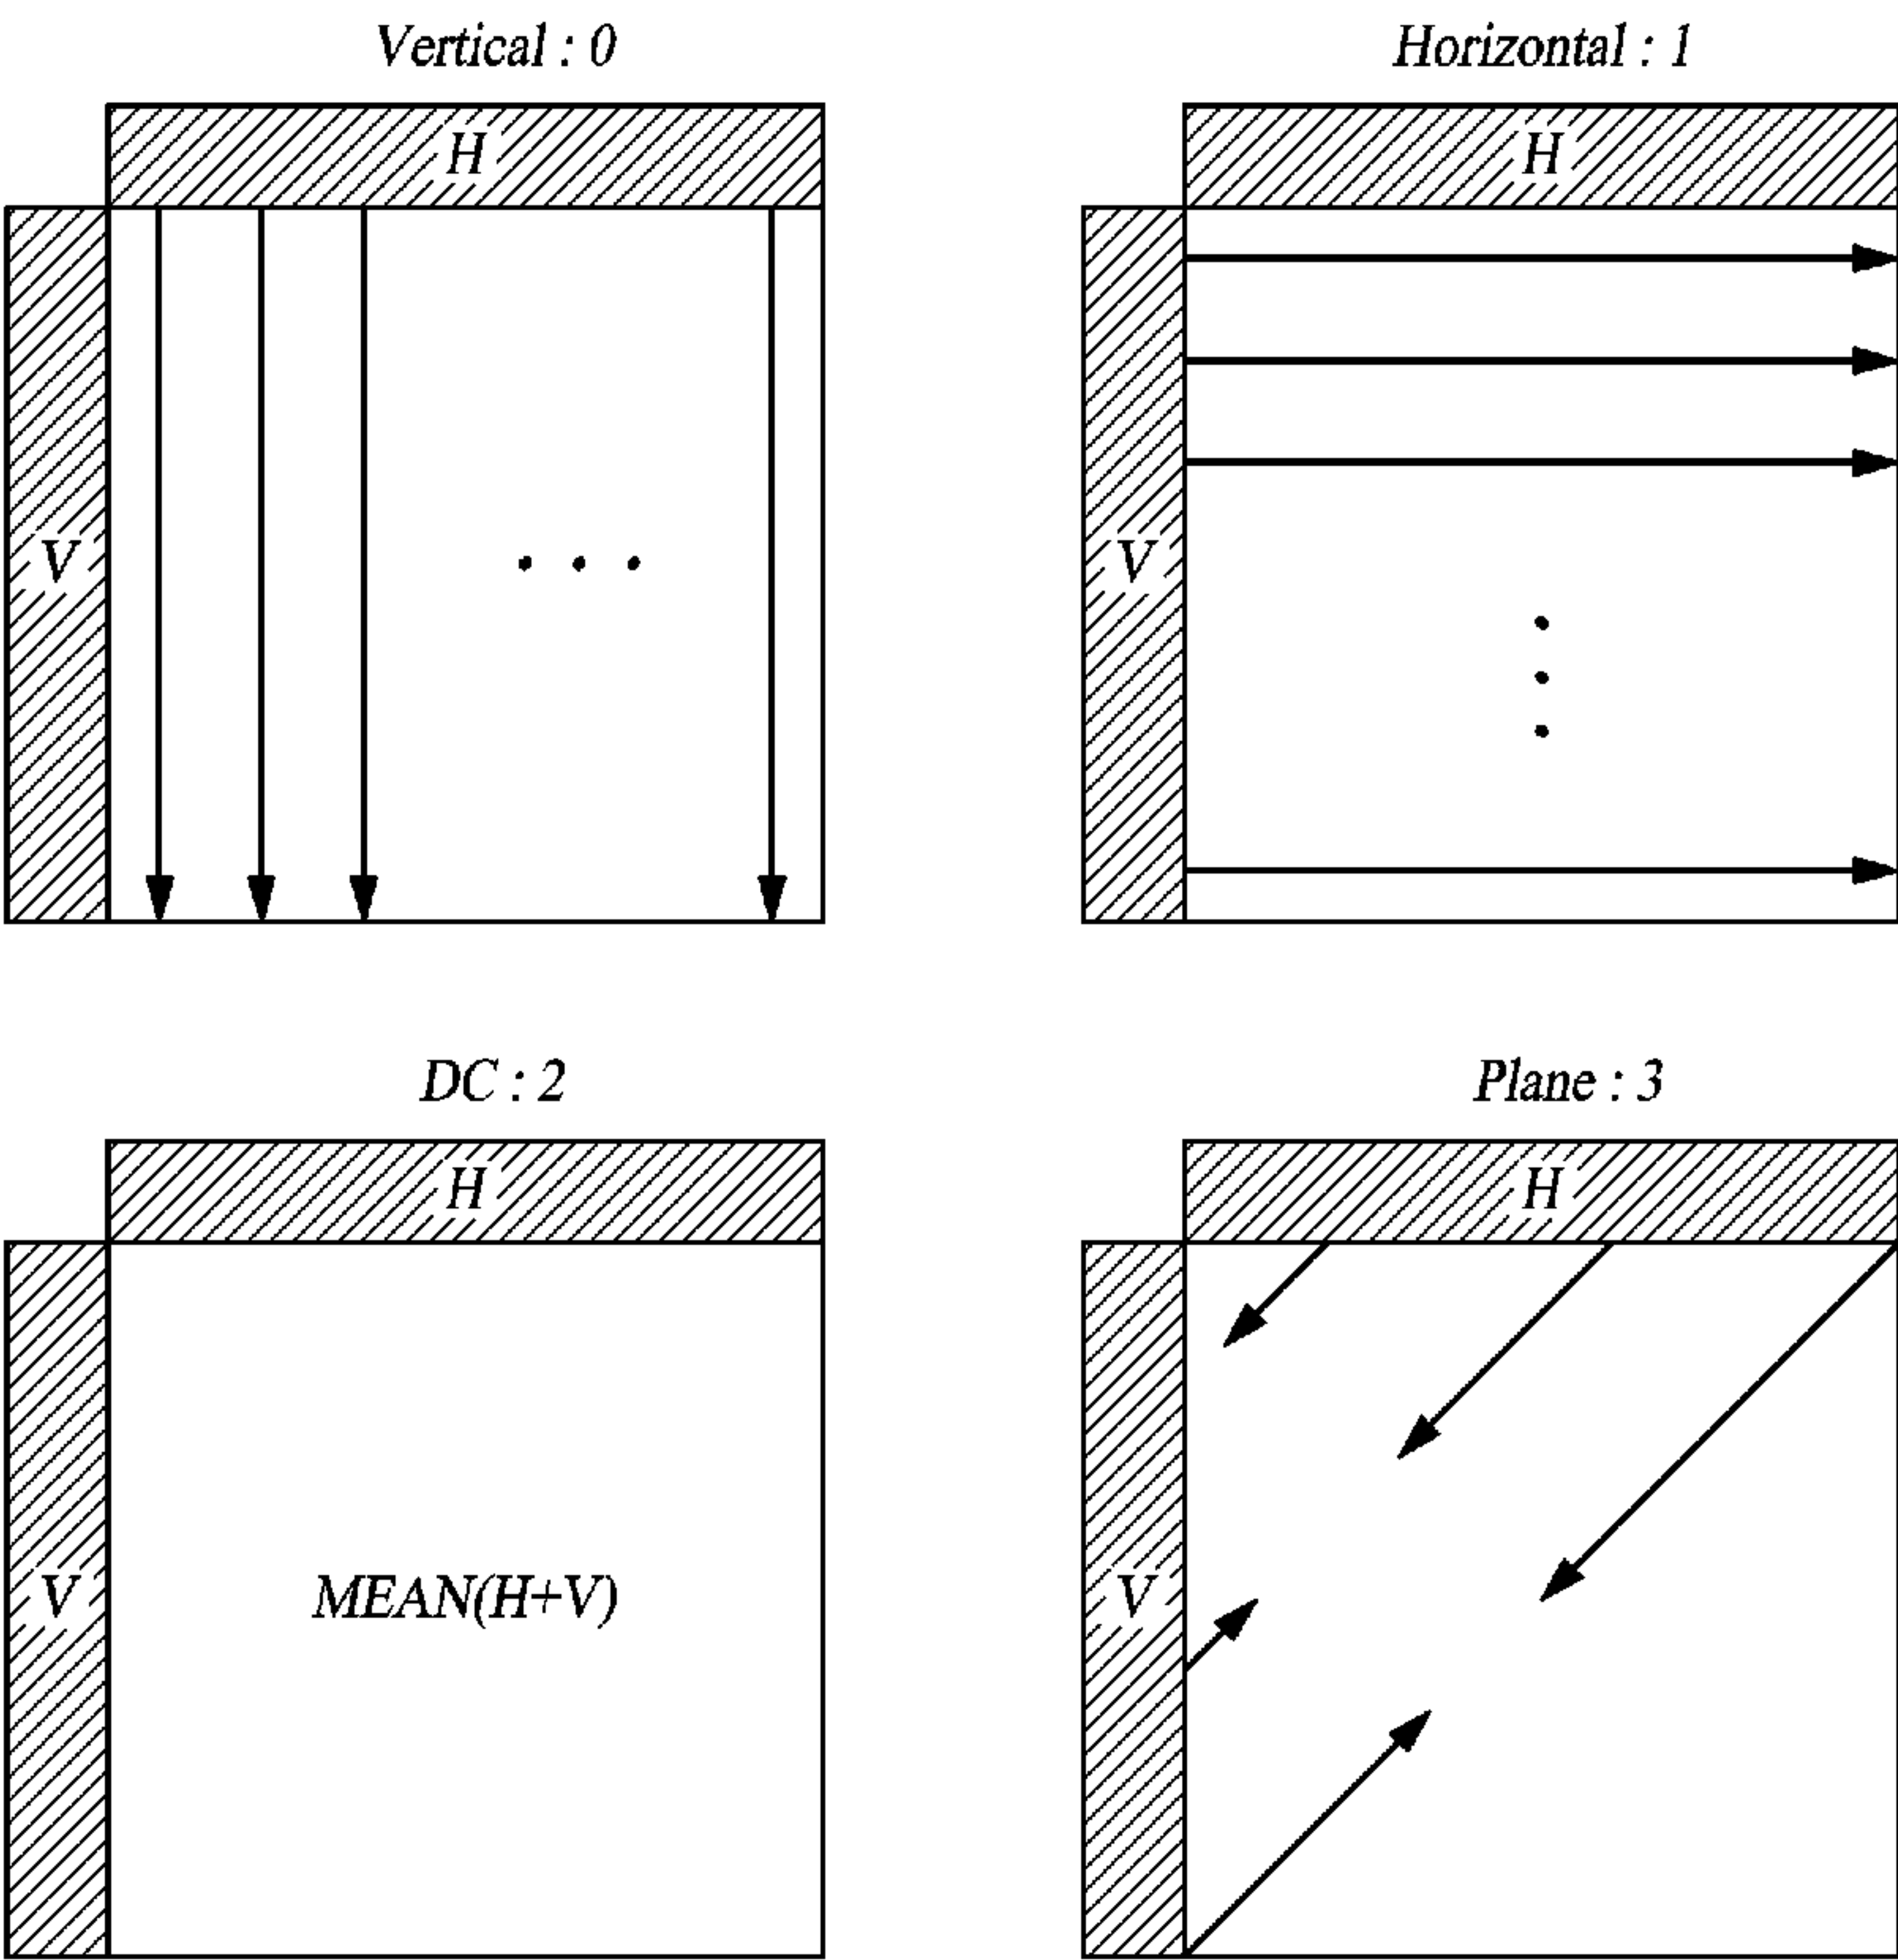 Vertical : 0
Horizontal : 1
H
H
V
V
. . .
DC : 2
Plane : 3
H
H
V
MEAN(H+V)
V